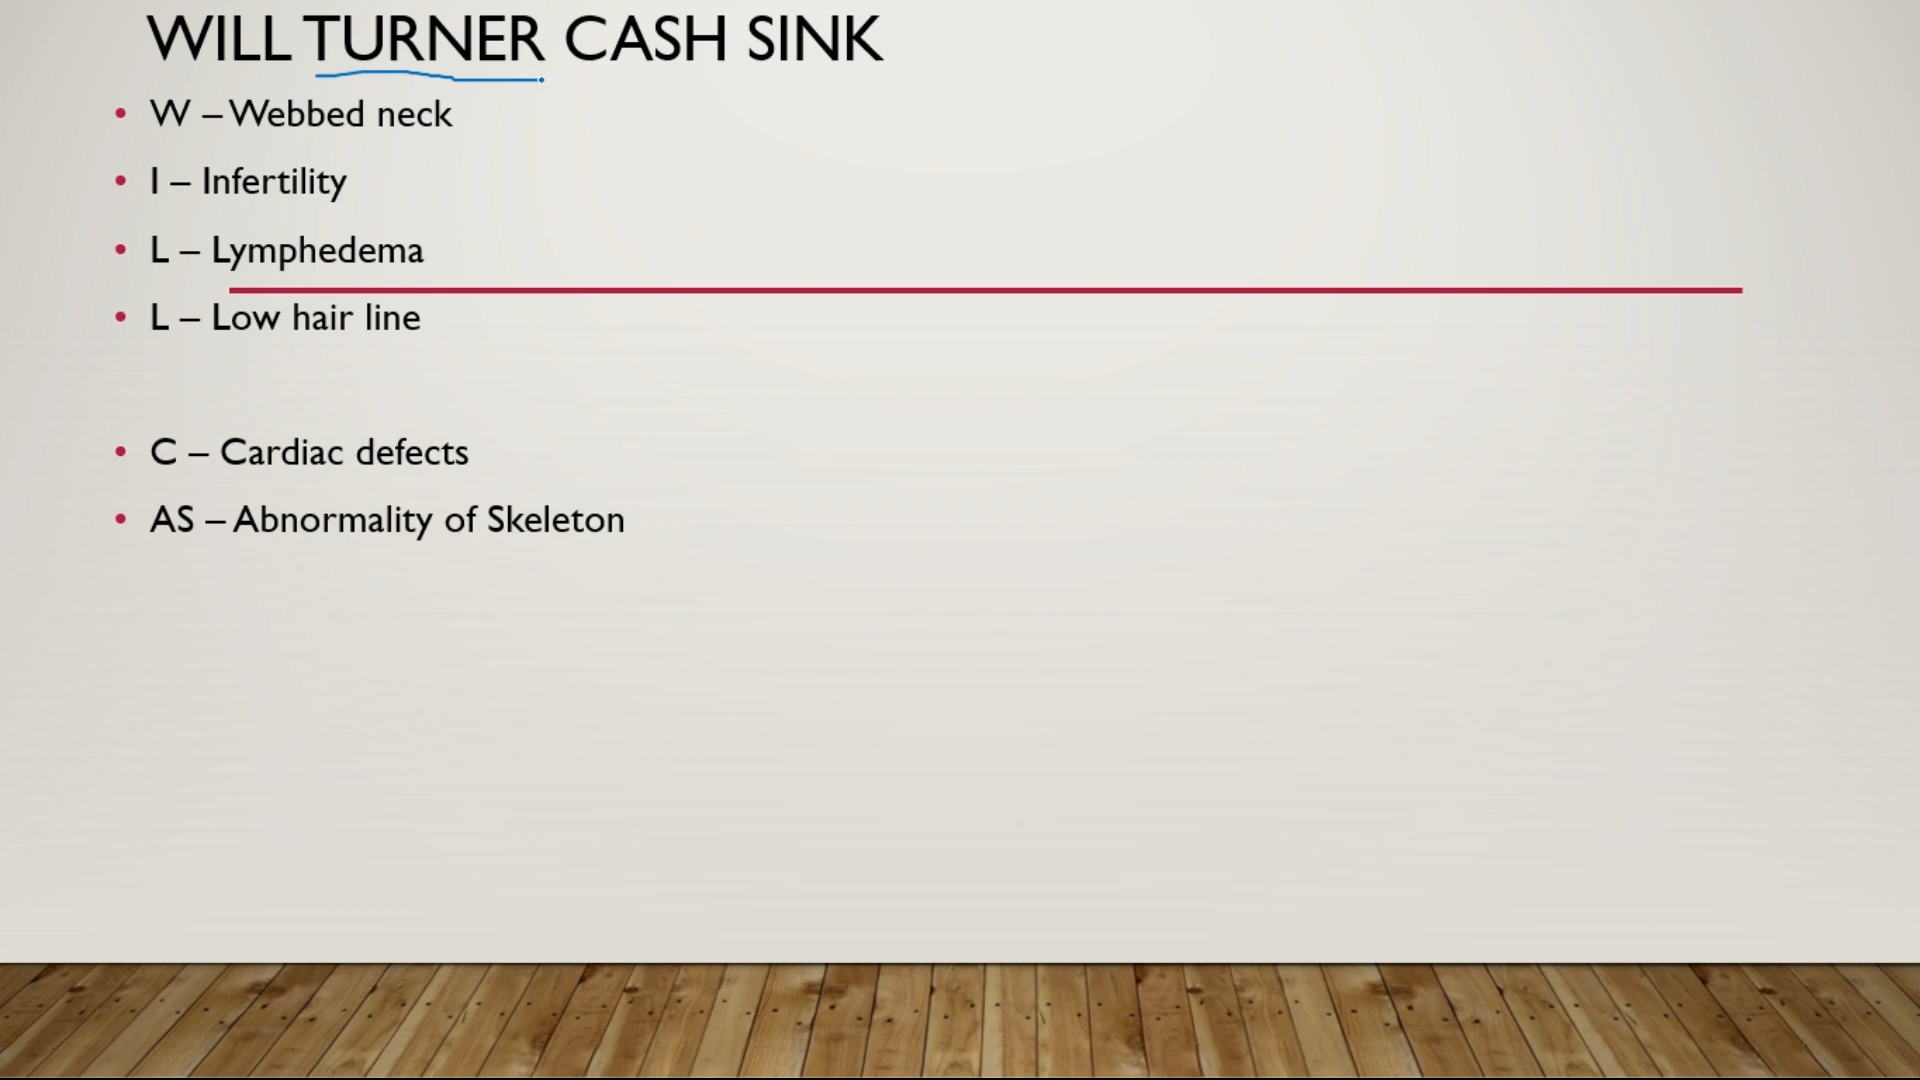 WILL TURNER CASH SINK
• W – Webbed neck
• I – Infertility
• L – Lymphedema
• L – Low hair line
• C – Cardiac defects
• AS – Abnormality of Skeleton